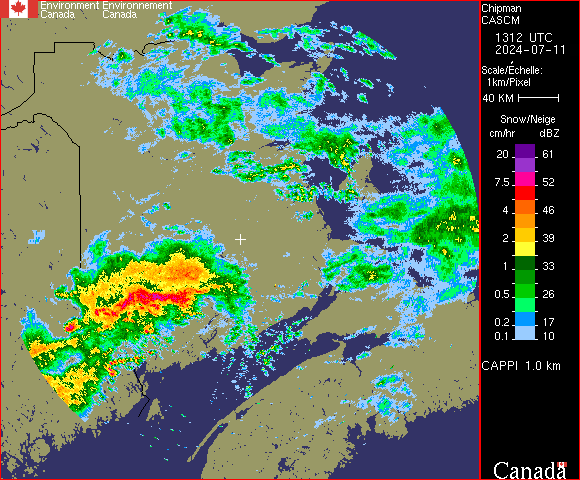 Environment Environnement
Canada Canada
Chipman
CASCM
1312 UTC
2024-07-11
Scale/Échelle:
1km/Pixel
40 KM
Snow/Neige
cm/hr dBZ
20 61
7.5 52
4 46
2 39
1 33
0.5 26
0.2 17
0.1 10
CAPPI 1.0 km
Canada